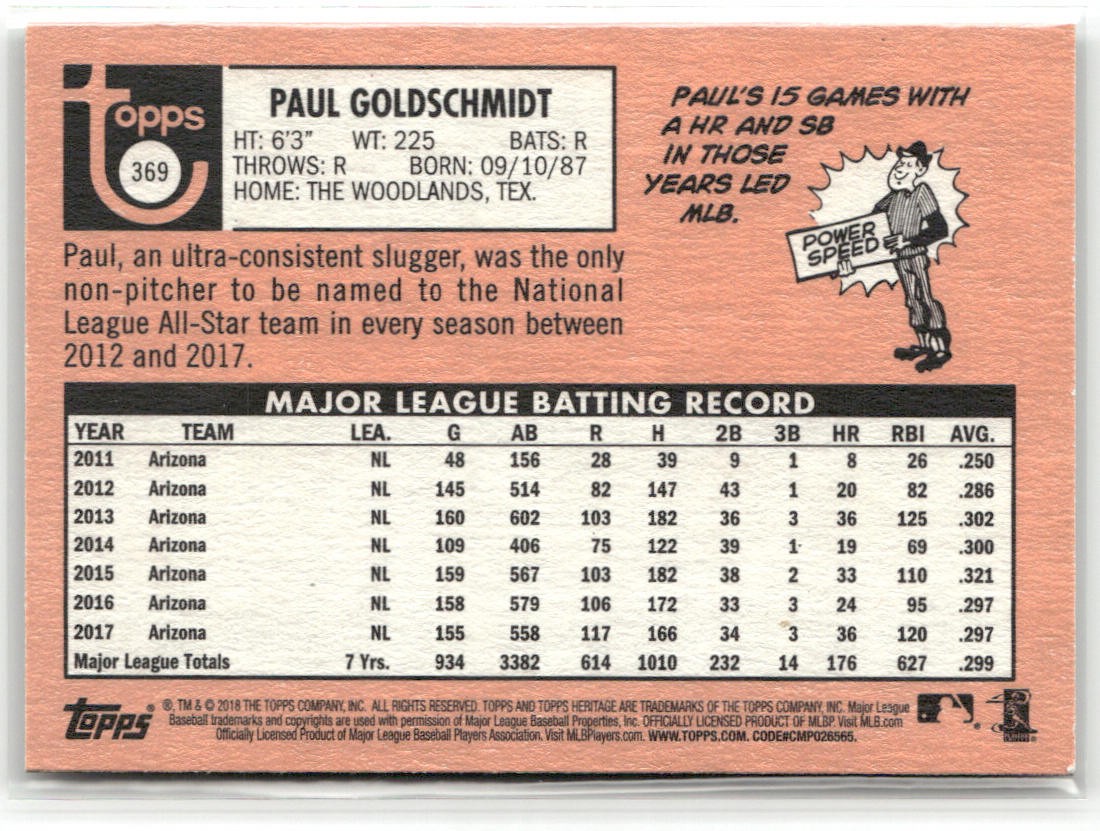 topps
369
PAUL GOLDSCHMIDT
HT: 6'3" WT: 225 BATS: R
THROWS: R BORN: 09/10/87
HOME: THE WOODLANDS, TEX.
PAUL'S 15 GAMES WITH
A HR AND SB
IN THOSE
YEARS LED
MLB.
POWER
SPEED
Paul, an ultra-consistent slugger, was the only
non-pitcher to be named to the National
League All-Star team in every season between
2012 and 2017.
MAJOR LEAGUE BATTING RECORD
YEAR TEAM LEA. G AB R H 2B 3B HR RBI AVG.
2011 Arizona NL 48 156 28 39 9 1 8 26 .250
2012 Arizona NL 145 514 82 147 43 1 20 82 .286
2013 Arizona NL 160 602 103 182 36 3 36 125 .302
2014 Arizona NL 109 406 75 122 39 1 19 69 .300
2015 Arizona NL 159 567 103 182 38 2 33 110 .321
2016 Arizona NL 158 579 106 172 33 3 24 95 .297
2017 Arizona NL 155 558 117 166 34 3 36 120 .297
Major League Totals 7 Yrs. 934 3382 614 1010 232 14 176 627 .299
topps ®, TM & © 2018 THE TOPPS COMPANY, INC. ALL RIGHTS RESERVED. TOPPS AND TOPPS HERITAGE ARE TRADEMARKS OF THE TOPPS COMPANY, INC. Major League
Baseball trademarks and copyrights are used with permission of Major League Baseball Properties, Inc. OFFICIALLY LICENSED PRODUCT OF MLBP. Visit MLB.com
Officially Licensed Product of Major League Baseball Players Association. Visit MLBPlayers.com. WWW.TOPPS.COM. CODE#CMP026565.